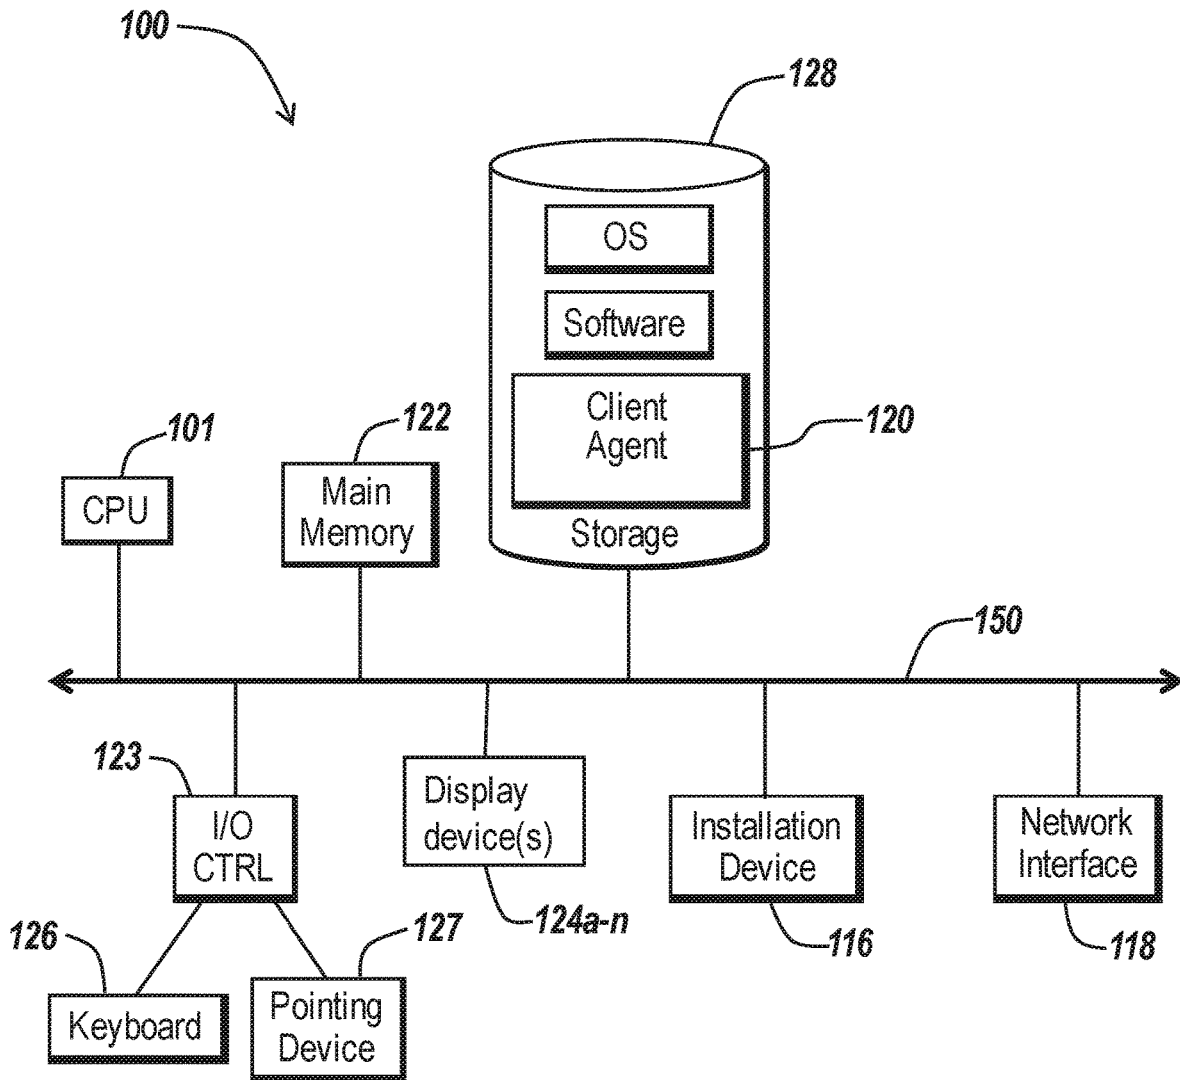 100
128
OS
Software
Client
Agent
120
Storage
101
CPU
122
Main
Memory
150
123
I/O
CTRL
Display
device(s)
124a-n
Installation
Device
116
Network
Interface
118
126
Keyboard
127
Pointing
Device